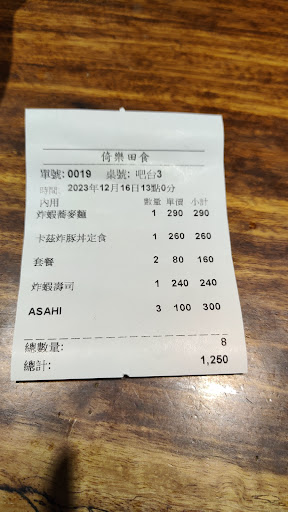 倚樂田食
單號: 0019 桌號: 吧台3
時間: 2023年12月16日13點0分
內用 數量 單價 小計
炸蝦蕎麥麵 1 290 290
卡茲炸豚丼定食 1 260 260
套餐 2 80 160
炸蝦壽司 1 240 240
ASAHI 3 100 300
總數量: 8
總計: 1,250